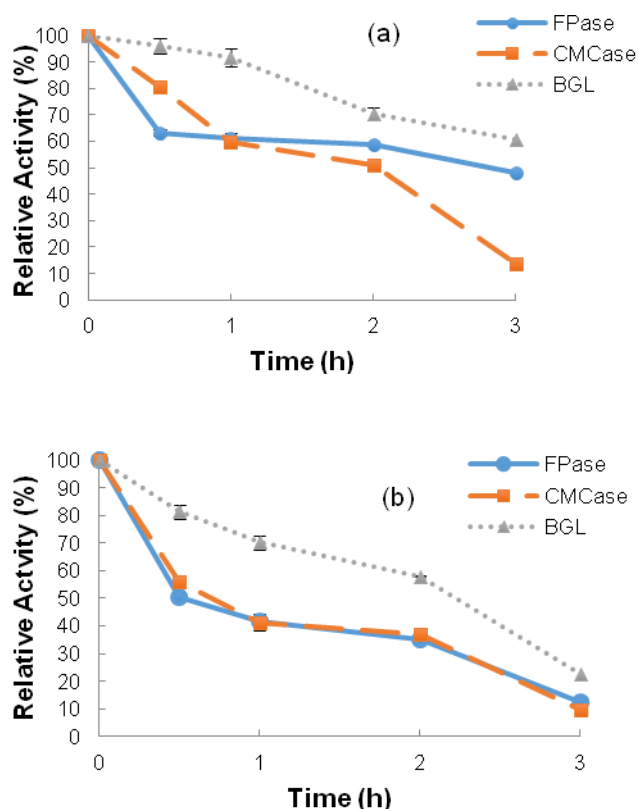 (a)
FPase
CMCase
BGL
Relative Activity (%)
100
90
80
70
60
50
40
30
20
10
0
0 1 2 3
Time (h)
(b)
FPase
CMCase
BGL
Relative Actvity (%)
100
90
80
70
60
50
40
30
20
10
0
0 1 2 3
Time (h)